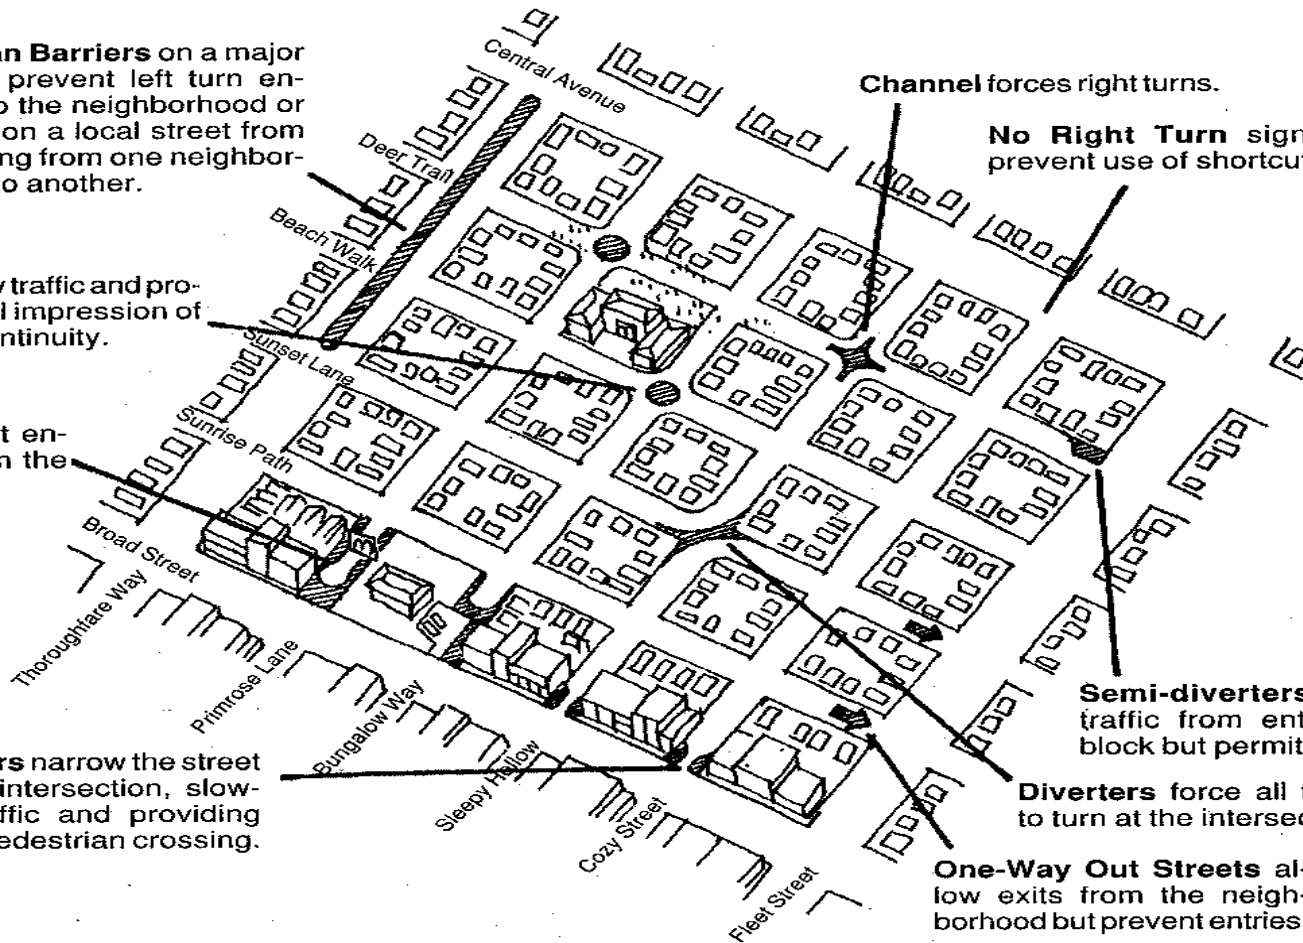 an Barriers on a major
prevent left turn en-
o the neighborhood or
on a local street from
ing from one neighbor-
o another.
Central Avenue
Deer Trail
Beach Walk
Sunset Lane
Sunrise Path
Broad Street
Channel forces right turns.
No Right Turn sign
prevent use of shortcu
w traffic and pro-
l impression of
ontinuity.
t en-
n the
rs narrow the street
intersection, slow-
ffic and providing
edestrian crossing.
Thoroughfare Way
Primrose Lane
Bungalow Way
Sleepy Hollow
Cozy Street
Fleet Street
Semi-diverters
traffic from ent
block but permit
Diverters force all t
to turn at the intersec
One-Way Out Streets al-
low exits from the neigh-
borhood but prevent entries